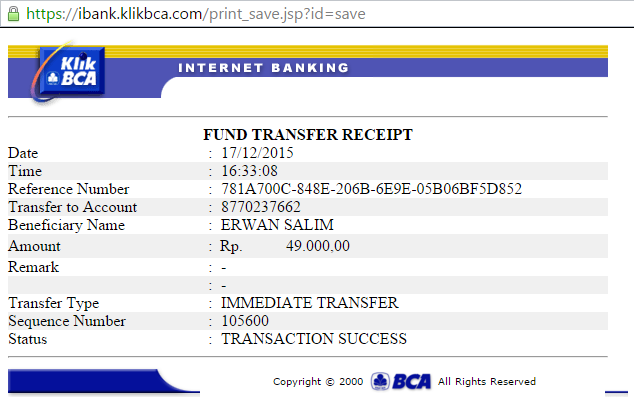 https://ibank.klikbca.com/print_save.jsp?id=save
Klik BCA
INTERNET BANKING
FUND TRANSFER RECEIPT
Date : 17/12/2015
Time : 16:33:08
Reference Number : 781A700C-848E-206B-6E9E-05B06BF5D852
Transfer to Account : 8770237662
Beneficiary Name : ERWAN SALIM
Amount : Rp. 49.000,00
Remark : -
: -
Transfer Type : IMMEDIATE TRANSFER
Sequence Number : 105600
Status : TRANSACTION SUCCESS
Copyright © 2000 BCA All Rights Reserved